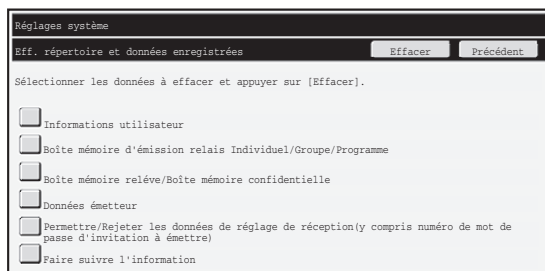 Réglages système
Eff. répertoire et données enregistrées
Effacer
Précédent
Sélectionner les données à effacer et appuyer sur [Effacer].
Informations utilisateur
Boîte mémoire d'émission relais Individuel/Groupe/Programme
Boîte mémoire reléve/Boîte mémoire confidentielle
Données émetteur
Permettre/Rejeter les données de réglage de réception(y compris numéro de mot de
passe d'invitation à émettre)
Faire suivre l'information